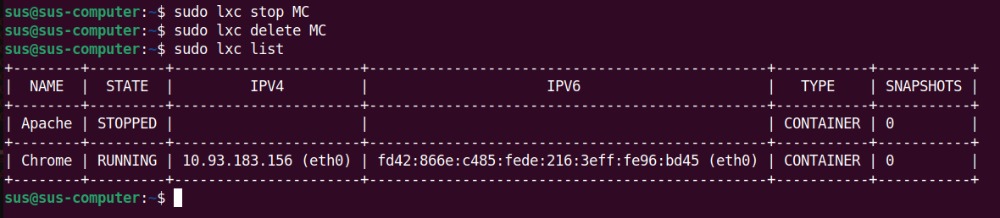 sus@sus-computer:~$ sudo lxc stop MC
sus@sus-computer:~$ sudo lxc delete MC
sus@sus-computer:~$ sudo lxc list
+--------+---------+----------------------+-----------------------------------------------+-----------+-----------+
|  NAME  |  STATE  |         IPV4         |                     IPV6                      |   TYPE    | SNAPSHOTS |
+--------+---------+----------------------+-----------------------------------------------+-----------+-----------+
| Apache | STOPPED |                      |                                               | CONTAINER | 0         |
+--------+---------+----------------------+-----------------------------------------------+-----------+-----------+
| Chrome | RUNNING | 10.93.183.156 (eth0) | fd42:866e:c485:fede:216:3eff:fe96:bd45 (eth0) | CONTAINER | 0         |
+--------+---------+----------------------+-----------------------------------------------+-----------+-----------+
sus@sus-computer:~$